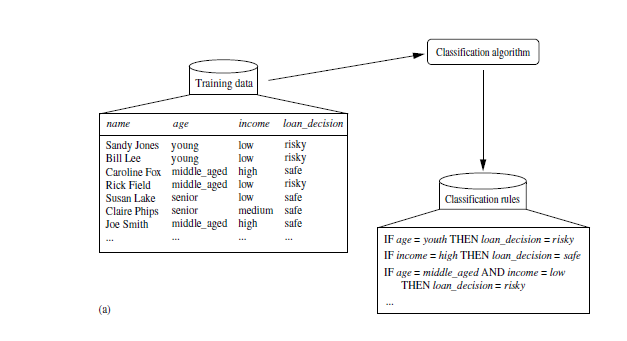 Classification algorithm
Training data
name age income loan_decision
Sandy Jones young low risky
Bill Lee young low risky
Caroline Fox middle_aged high safe
Rick Field middle_aged low risky
Susan Lake senior low safe
Claire Phips senior medium safe
Joe Smith middle_aged high safe
... ... ... ...
Classification rules
IF age = youth THEN loan_decision = risky
IF income = high THEN loan_decision = safe
IF age = middle_aged AND income = low
THEN loan_decision = risky
...
(a)